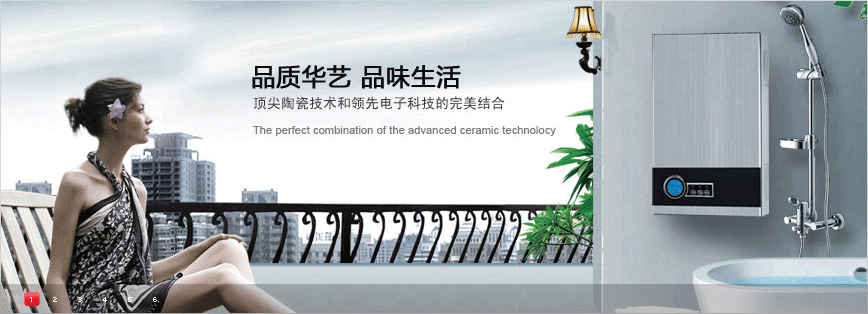 品质华艺 品味生活
顶尖陶瓷技术和领先电子科技的完美结合
The perfect combination of the advanced ceramic technolocy
1 2 3 4 5 6